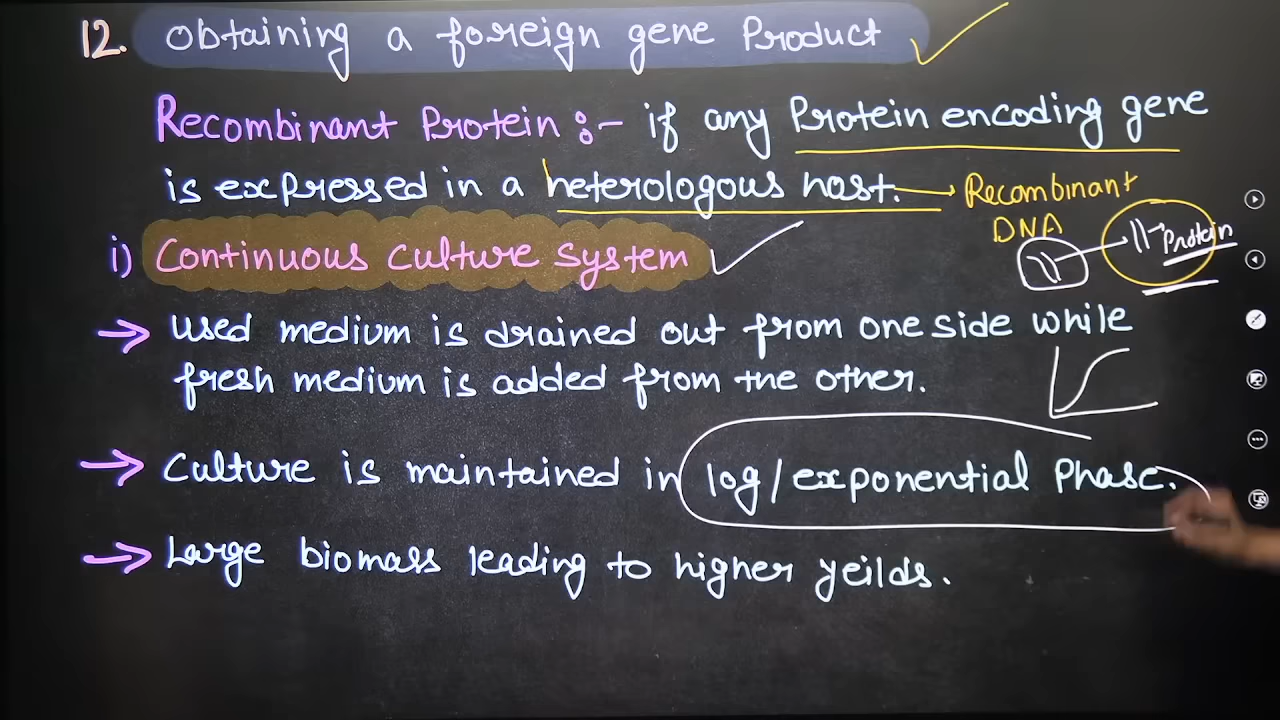 12. Obtaining a foreign gene Product
Recombinant Protein :- if any Protein encoding gene
is expressed in a heterologous host. → Recombinant
DNA
Protein
i) Continuous culture system
→ used medium is drained out from one side while
fresh medium is added from the other.
→ Culture is maintained in log/exponential Phase.
→ Large biomass leading to higher yeilds.